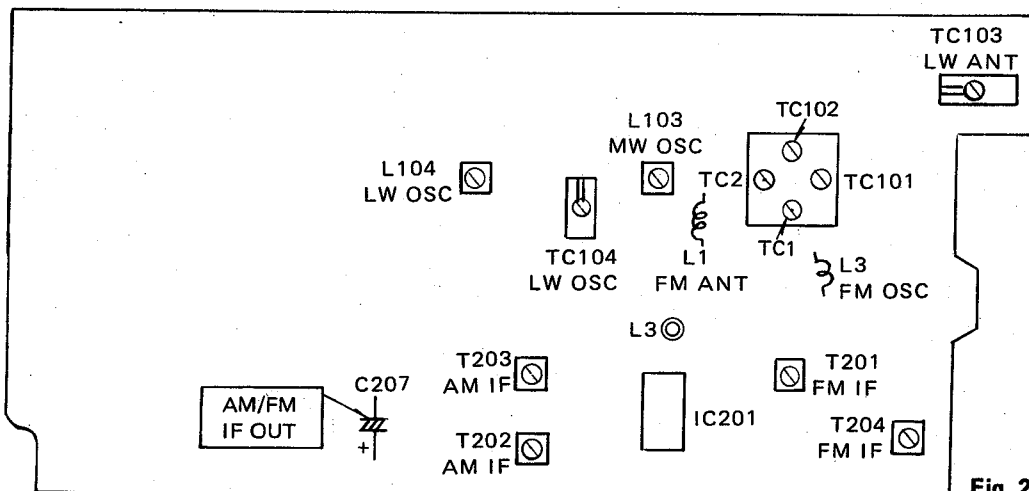 TC103
LW ANT
TC102
L103
MW OSC
L104
LW OSC
TC2
TC101
TC104
LW OSC
L1
FM ANT
TC1
L3
FM OSC
L3
T203
AM IF
C207
T201
FM IF
AM/FM
IF OUT
+
IC201
T202
AM IF
T204
FM IF
Fig. 2